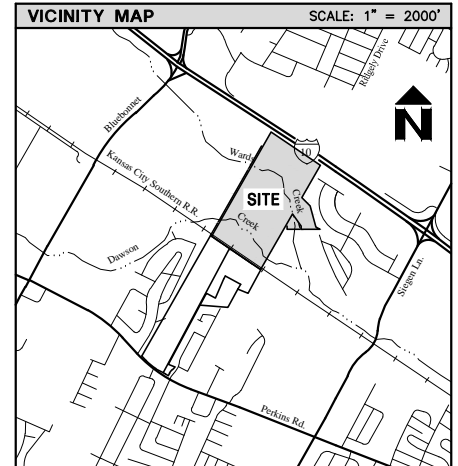 VICINITY MAP
SCALE: 1" = 2000'
Ridgely Drive
Bluebonnet
N
10
Wards
Kansas City Southern R.R.
Creek
SITE
Creek
Dawson
Siegen Ln.
Perkins Rd.